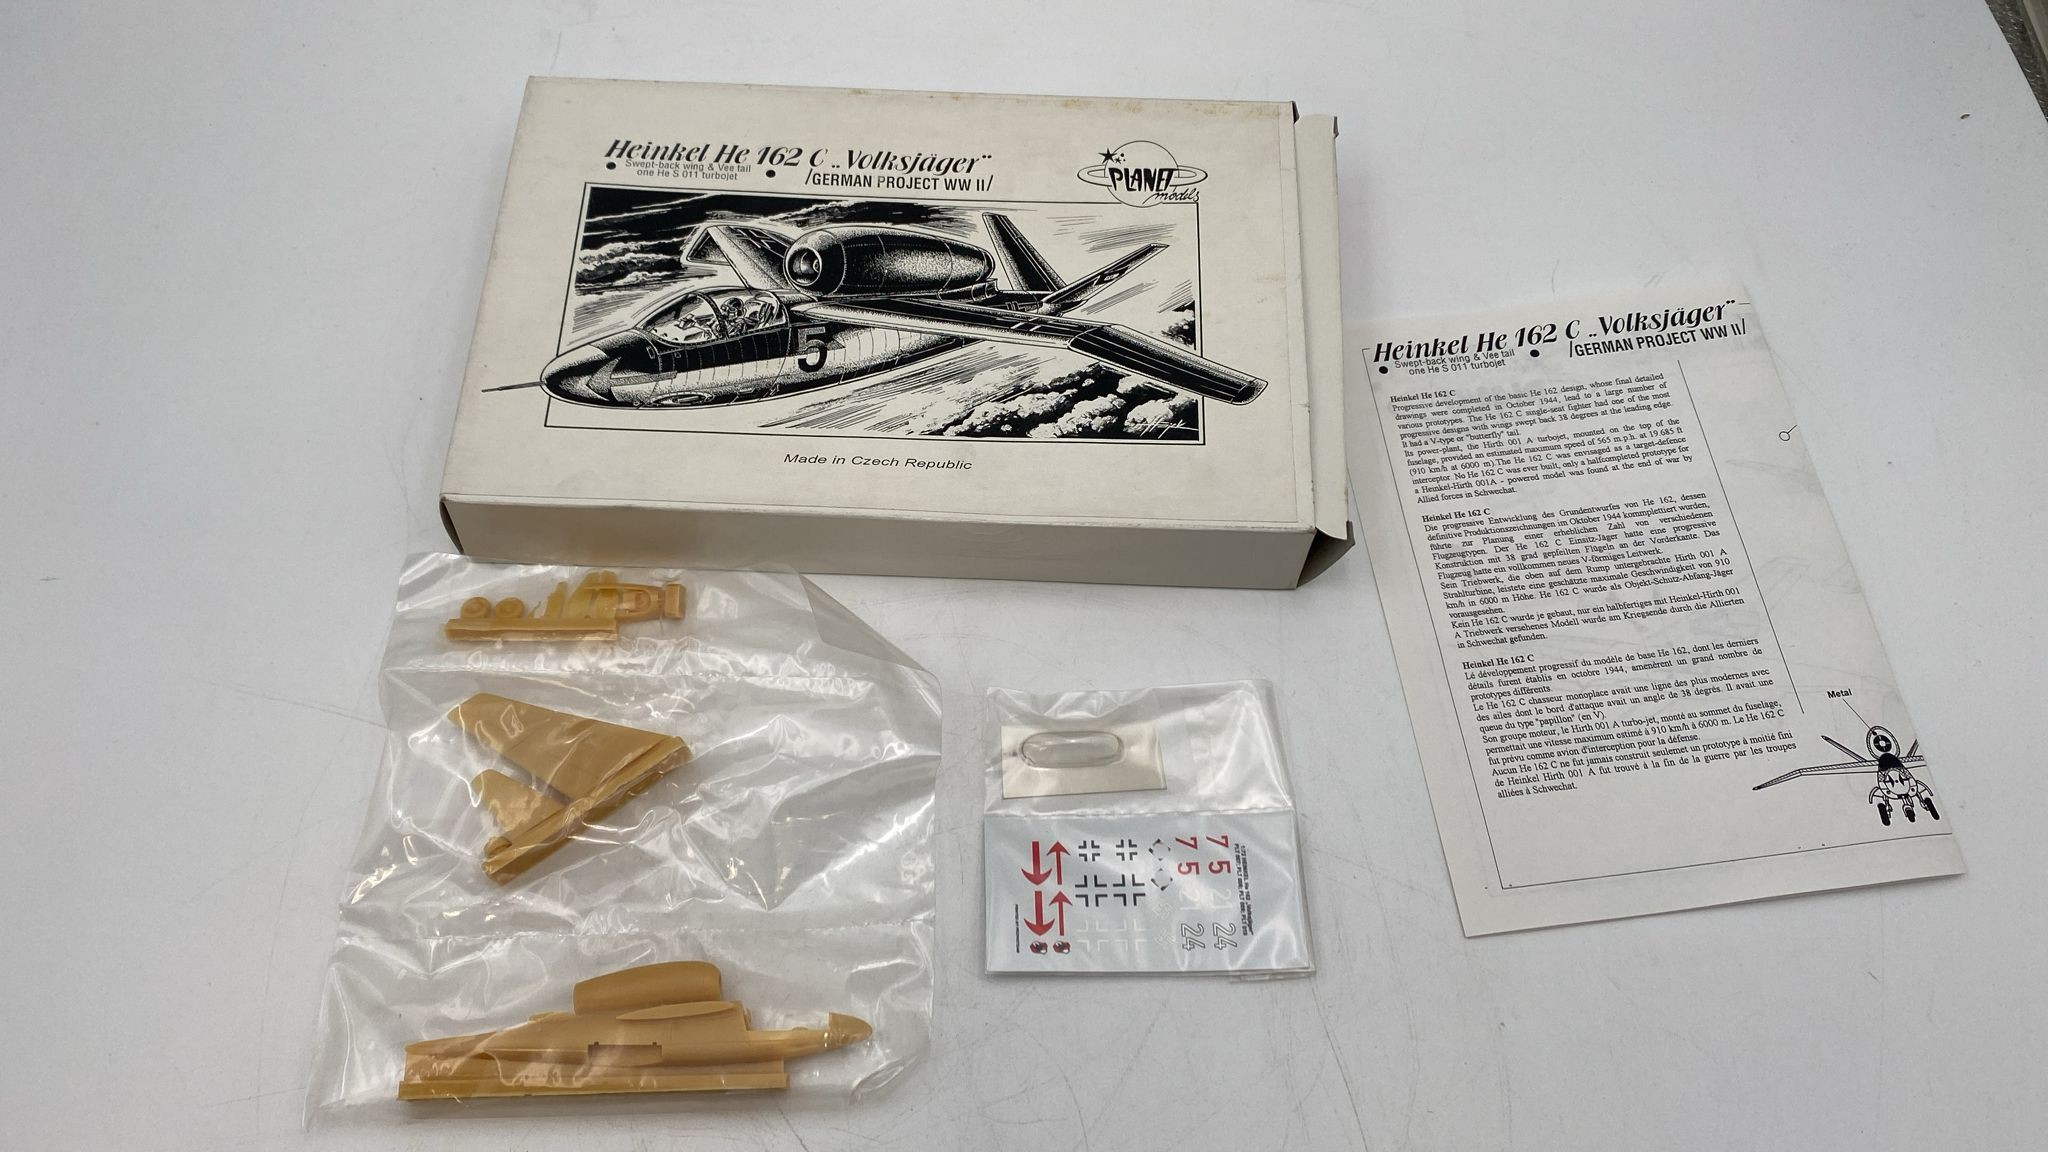 Heinkel He 162 C „Volksjäger"
• Swept-back wing & Vee tail
one He S 011 turbojet •
/GERMAN PROJECT WW II/
PLANET
models
5
Made in Czech Republic
Heinkel He 162 C „Volksjäger"
• Swept-back wing & Vee tail
one He S 011 turbojet •
/GERMAN PROJECT WW II/
Heinkel He 162 C
Progressive development of the basic He 162 design, whose final detailed
drawings were completed in October 1944, lead to a large number of
various prototypes. The He 162 C single-seat fighter had one of the most
progressive designs with wings swept back 38 degrees at the leading edge.
It had a V-type or "butterfly" tail.
Its power-plant, the Hirth 001 A turbojet, mounted on the top of the
fuselage, provided an estimated maximum speed of 565 m.p.h. at 19.685 ft
(910 km/h at 6000 m).The He 162 C was envisaged as a target-defence
interceptor. No He 162 C was ever built, only a halfcompleted prototype for
a Heinkel-Hirth 001A - powered model was found at the end of war by
Allied forces in Schwechat.
Heinkel He 162 C
Die progressive Entwicklung des Grundentwurfes von He 162, dessen
definitive Produktionszeichnungen im Oktober 1944 kommplettiert wurden,
führte zur Planung einer erheblichen Zahl von verschiedenen
Flugzeugtypen. Der He 162 C Einsitz-Jäger hatte eine progressive
Konstruktion mit 38 grad gepfeilten Flügeln an der Vorderkante. Das
Flugzeug hatte ein vollkommen neues V-förmiges Leitwerk.
Sein Triebwerk, die oben auf dem Rump untergebrachte Hirth 001 A
Strahlturbine, leistete eine geschätzte maximale Geschwindigkeit von 910
km/h in 6000 m Höhe. He 162 C wurde als Objekt-Schutz-Abfang-Jäger
vorausgesehen.
Kein He 162 C wurde je gebaut, nur ein halbfertiges mit Heinkel-Hirth 001
A Triebwerk versehenes Modell wurde am Kriegsende durch die Allierten
in Schwechat gefunden.
Heinkel He 162 C
Lé développement progressif du modèle de base He 162, dont les derniers
détails furent établis en octobre 1944, amenèrent un grand nombre de
prototypes différents.
Le He 162 C chasseur monoplace avait une ligne des plus modernes avec
des ailes dont le bord d'attaque avait un angle de 38 degrès. Il avait une
queue du type "papillon" (en V).
Son groupe moteur, le Hirth 001 A turbo-jet, monté au sommet du fuselage,
permettait une vitesse maximum estimé à 910 km/h à 6000 m. Le He 162 C
fut prévu comme avion d'interception pour la défense.
Aucun He 162 C ne fut jamais construit seulemet un prototype à moitié fini
de Heinkel Hirth 001 A fut trouvé à la fin de la guerre par les troupes
alliées à Schwechat.
Metal
7 5 21 24
7 5 21 24